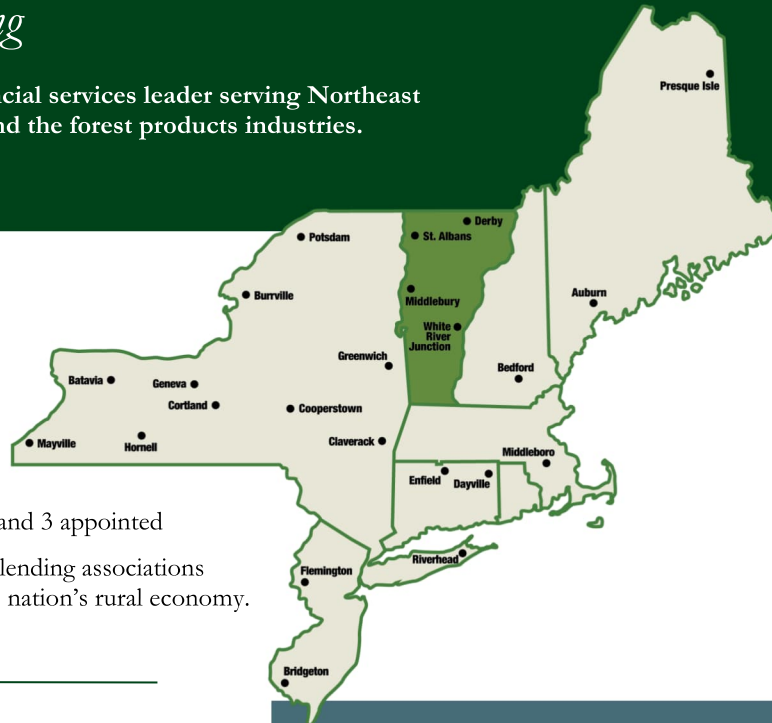 ng
ncial services leader serving Northeast
nd the forest products industries.
Presque Isle
Derby
Potsdam
St. Albans
Burrville
Middlebury
Auburn
White
River
Junction
Greenwich
Bedford
Batavia
Geneva
Cortland
Cooperstown
Mayville
Hornell
Claverack
Middleboro
Enfield
Dayville
and 3 appointed
Riverhead
lending associations
Flemington
nation’s rural economy.
Bridgeton